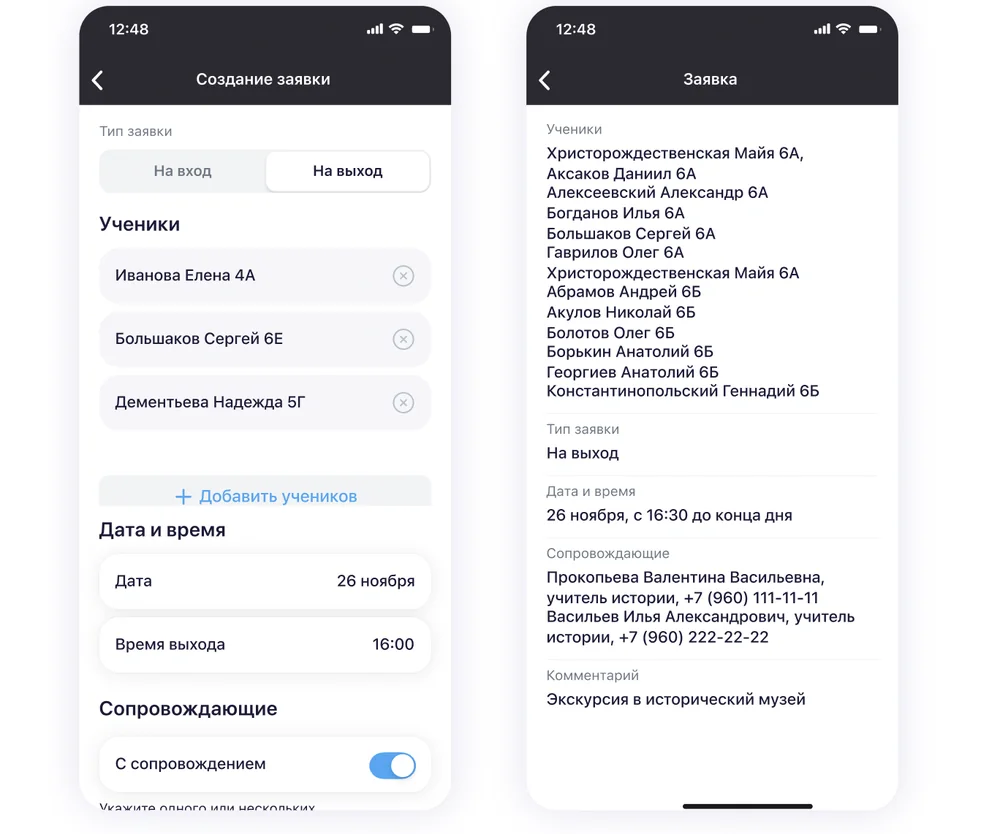 12:48
Создание заявки
Тип заявки
На вход
На выход
Ученики
Иванова Елена 4А
Большаков Сергей 6Е
Дементьева Надежда 5Г
+ Добавить учеников
Дата и время
Дата
26 ноября
Время выхода
16:00
Сопровождающие
С сопровождением
Укажите одного или нескольких
12:48
Заявка
Ученики
Христорождественская Майя 6А,
Аксаков Даниил 6А
Алексеевский Александр 6А
Богданов Илья 6А
Большаков Сергей 6А
Гаврилов Олег 6А
Христорождественская Майя 6А
Абрамов Андрей 6Б
Акулов Николай 6Б
Болотов Олег 6Б
Борькин Анатолий 6Б
Георгиев Анатолий 6Б
Константинопольский Геннадий 6Б
Тип заявки
На выход
Дата и время
26 ноября, с 16:30 до конца дня
Сопровождающие
Прокопьева Валентина Васильевна,
учитель истории, +7 (960) 111-11-11
Васильев Илья Александрович, учитель
истории, +7 (960) 222-22-22
Комментарий
Экскурсия в исторический музей